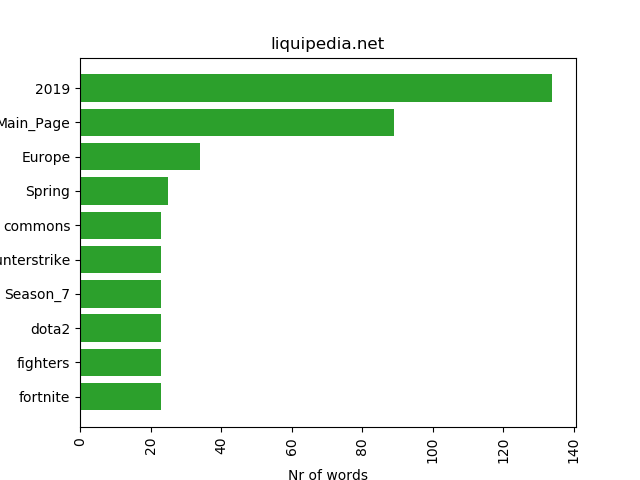 liquipedia.net
2019
Main_Page
Europe
Spring
commons
unterstrike
Season_7
dota2
fighters
fortnite
0 20 40 60 80 100 120 140
Nr of words